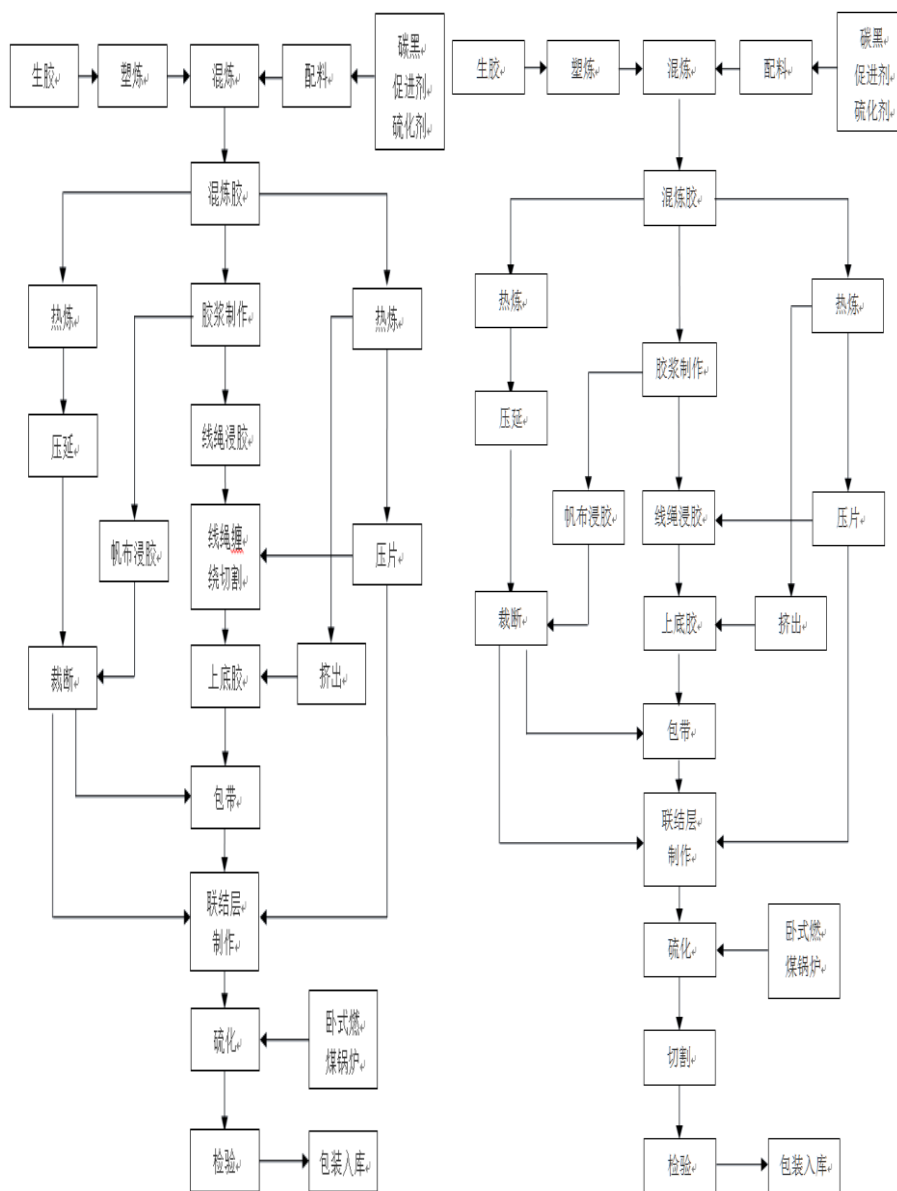 生胶
塑炼
混炼
配料
碳黑
促进剂
硫化剂
混炼胶
热炼
胶浆制作
热炼
压延
线绳浸胶
帆布浸胶
线绳缠
绕切割
压片
裁断
上底胶
挤出
包带
联结层
制作
硫化
卧式燃
煤锅炉
检验
包装入库
生胶
塑炼
混炼
配料
碳黑
促进剂
硫化剂
混炼胶
热炼
热炼
胶浆制作
压延
帆布浸胶
线绳浸胶
压片
裁断
上底胶
挤出
包带
联结层
制作
硫化
卧式燃
煤锅炉
切割
检验
包装入库